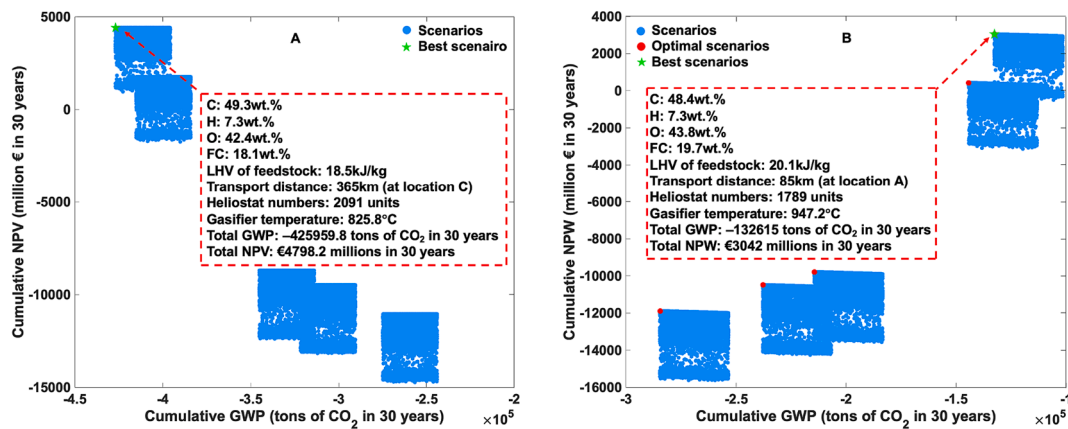 A
Scenarios
Best scenairo
5000
0
-5000
-10000
-15000
Cumulative NPV (million € in 30 years)
C: 49.3wt.%
H: 7.3wt.%
O: 42.4wt.%
FC: 18.1wt.%
LHV of feedstock: 18.5kJ/kg
Transport distance: 365km (at location C)
Heliostat numbers: 2091 units
Gasifier temperature: 825.8°C
Total GWP: –425959.8 tons of CO₂ in 30 years
Total NPV: €4798.2 millions in 30 years
-4.5 -4 -3.5 -3 -2.5 -2
Cumulative GWP (tons of CO₂ in 30 years)
×10⁵
B
Scenarios
Optimal scenarios
Best scenarios
4000
2000
0
-2000
-4000
-6000
-8000
-10000
-12000
-14000
-16000
Cumulative NPW (million € in 30 years)
C: 48.4wt.%
H: 7.3wt.%
O: 43.8wt.%
FC: 19.7wt.%
LHV of feedstock: 20.1kJ/kg
Transport distance: 85km (at location A)
Heliostat numbers: 1789 units
Gasifier temperature: 947.2°C
Total GWP: –132615 tons of CO₂ in 30 years
Total NPW: €3042 millions in 30 years
-3 -2 -1
Cumulative GWP (tons of CO₂ in 30 years)
×10⁵